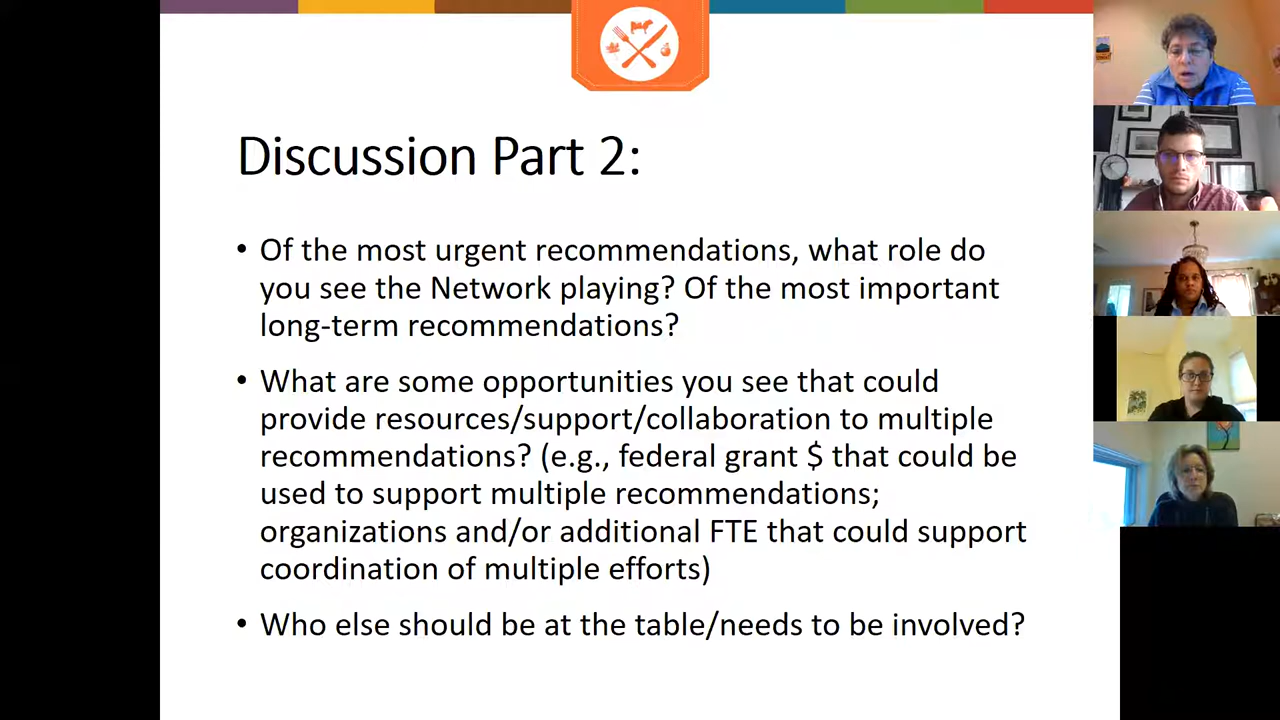 Discussion Part 2:
• Of the most urgent recommendations, what role do
you see the Network playing? Of the most important
long-term recommendations?
• What are some opportunities you see that could
provide resources/support/collaboration to multiple
recommendations? (e.g., federal grant $ that could be
used to support multiple recommendations;
organizations and/or additional FTE that could support
coordination of multiple efforts)
• Who else should be at the table/needs to be involved?